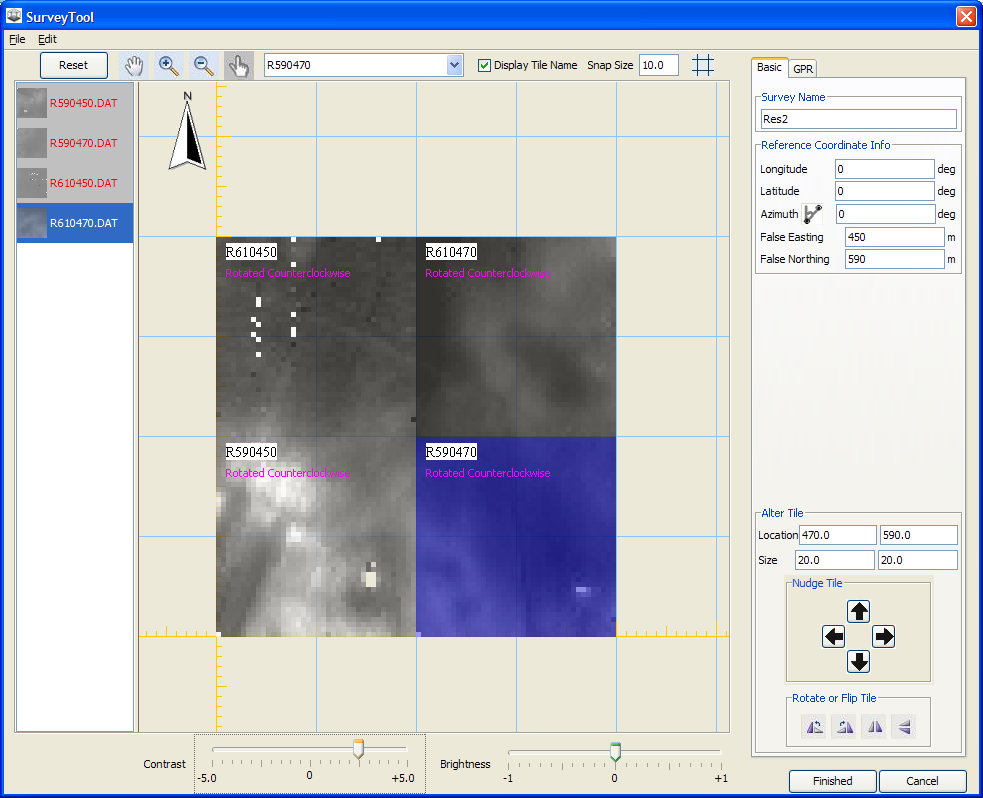 SurveyTool
File Edit
Reset R590470 Display Tile Name Snap Size 10.0
R590450.DAT
R590470.DAT
R610450.DAT
R610470.DAT
N
R610450 R610470
Rotated Counterclockwise Rotated Counterclockwis...
R590450 R590470
Rotated Counterclockwis... Rotated Counterclockwise
Contrast
-5.0 0 +5.0
Brightness
-1 0 +1
Basic GPR
Survey Name
Res2
Reference Coordinate Info
Longitude 0 deg
Latitude 0 deg
Azimuth 0 deg
False Easting 450 m
False Northing 590 m
Alter Tile
Location 470.0 590.0
Size 20.0 20.0
Nudge Tile
Rotate or Flip Tile
Finished Cancel